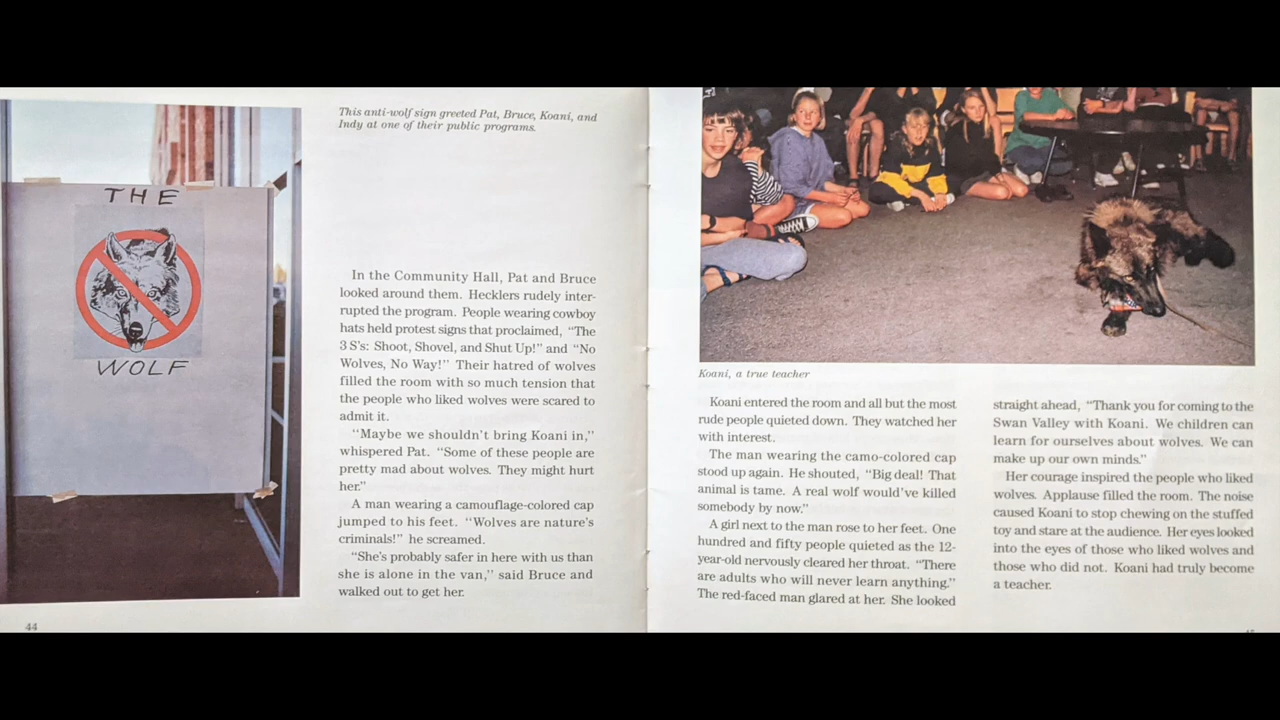 This anti-wolf sign greeted Pat, Bruce, Koani, and
Indy at one of their public programs.
THE
WOLF
In the Community Hall, Pat and Bruce
looked around them. Hecklers rudely inter-
rupted the program. People wearing cowboy
hats held protest signs that proclaimed, “The
3 S's: Shoot, Shovel, and Shut Up!” and “No
Wolves, No Way!” Their hatred of wolves
filled the room with so much tension that
the people who liked wolves were scared to
admit it.
“Maybe we shouldn't bring Koani in,”
whispered Pat. “Some of these people are
pretty mad about wolves. They might hurt
her.”
A man wearing a camouflage-colored cap
jumped to his feet. “Wolves are nature's
criminals!” he screamed.
“She's probably safer in here with us than
she is alone in the van,” said Bruce and
walked out to get her.
44
Koani, a true teacher
Koani entered the room and all but the most
rude people quieted down. They watched her
with interest.
The man wearing the camo-colored cap
stood up again. He shouted, “Big deal! That
animal is tame. A real wolf would've killed
somebody by now.”
A girl next to the man rose to her feet. One
hundred and fifty people quieted as the 12-
year-old nervously cleared her throat. “There
are adults who will never learn anything.”
The red-faced man glared at her. She looked
straight ahead, “Thank you for coming to the
Swan Valley with Koani. We children can
learn for ourselves about wolves. We can
make up our own minds.”
Her courage inspired the people who liked
wolves. Applause filled the room. The noise
caused Koani to stop chewing on the stuffed
toy and stare at the audience. Her eyes looked
into the eyes of those who liked wolves and
those who did not. Koani had truly become
a teacher.